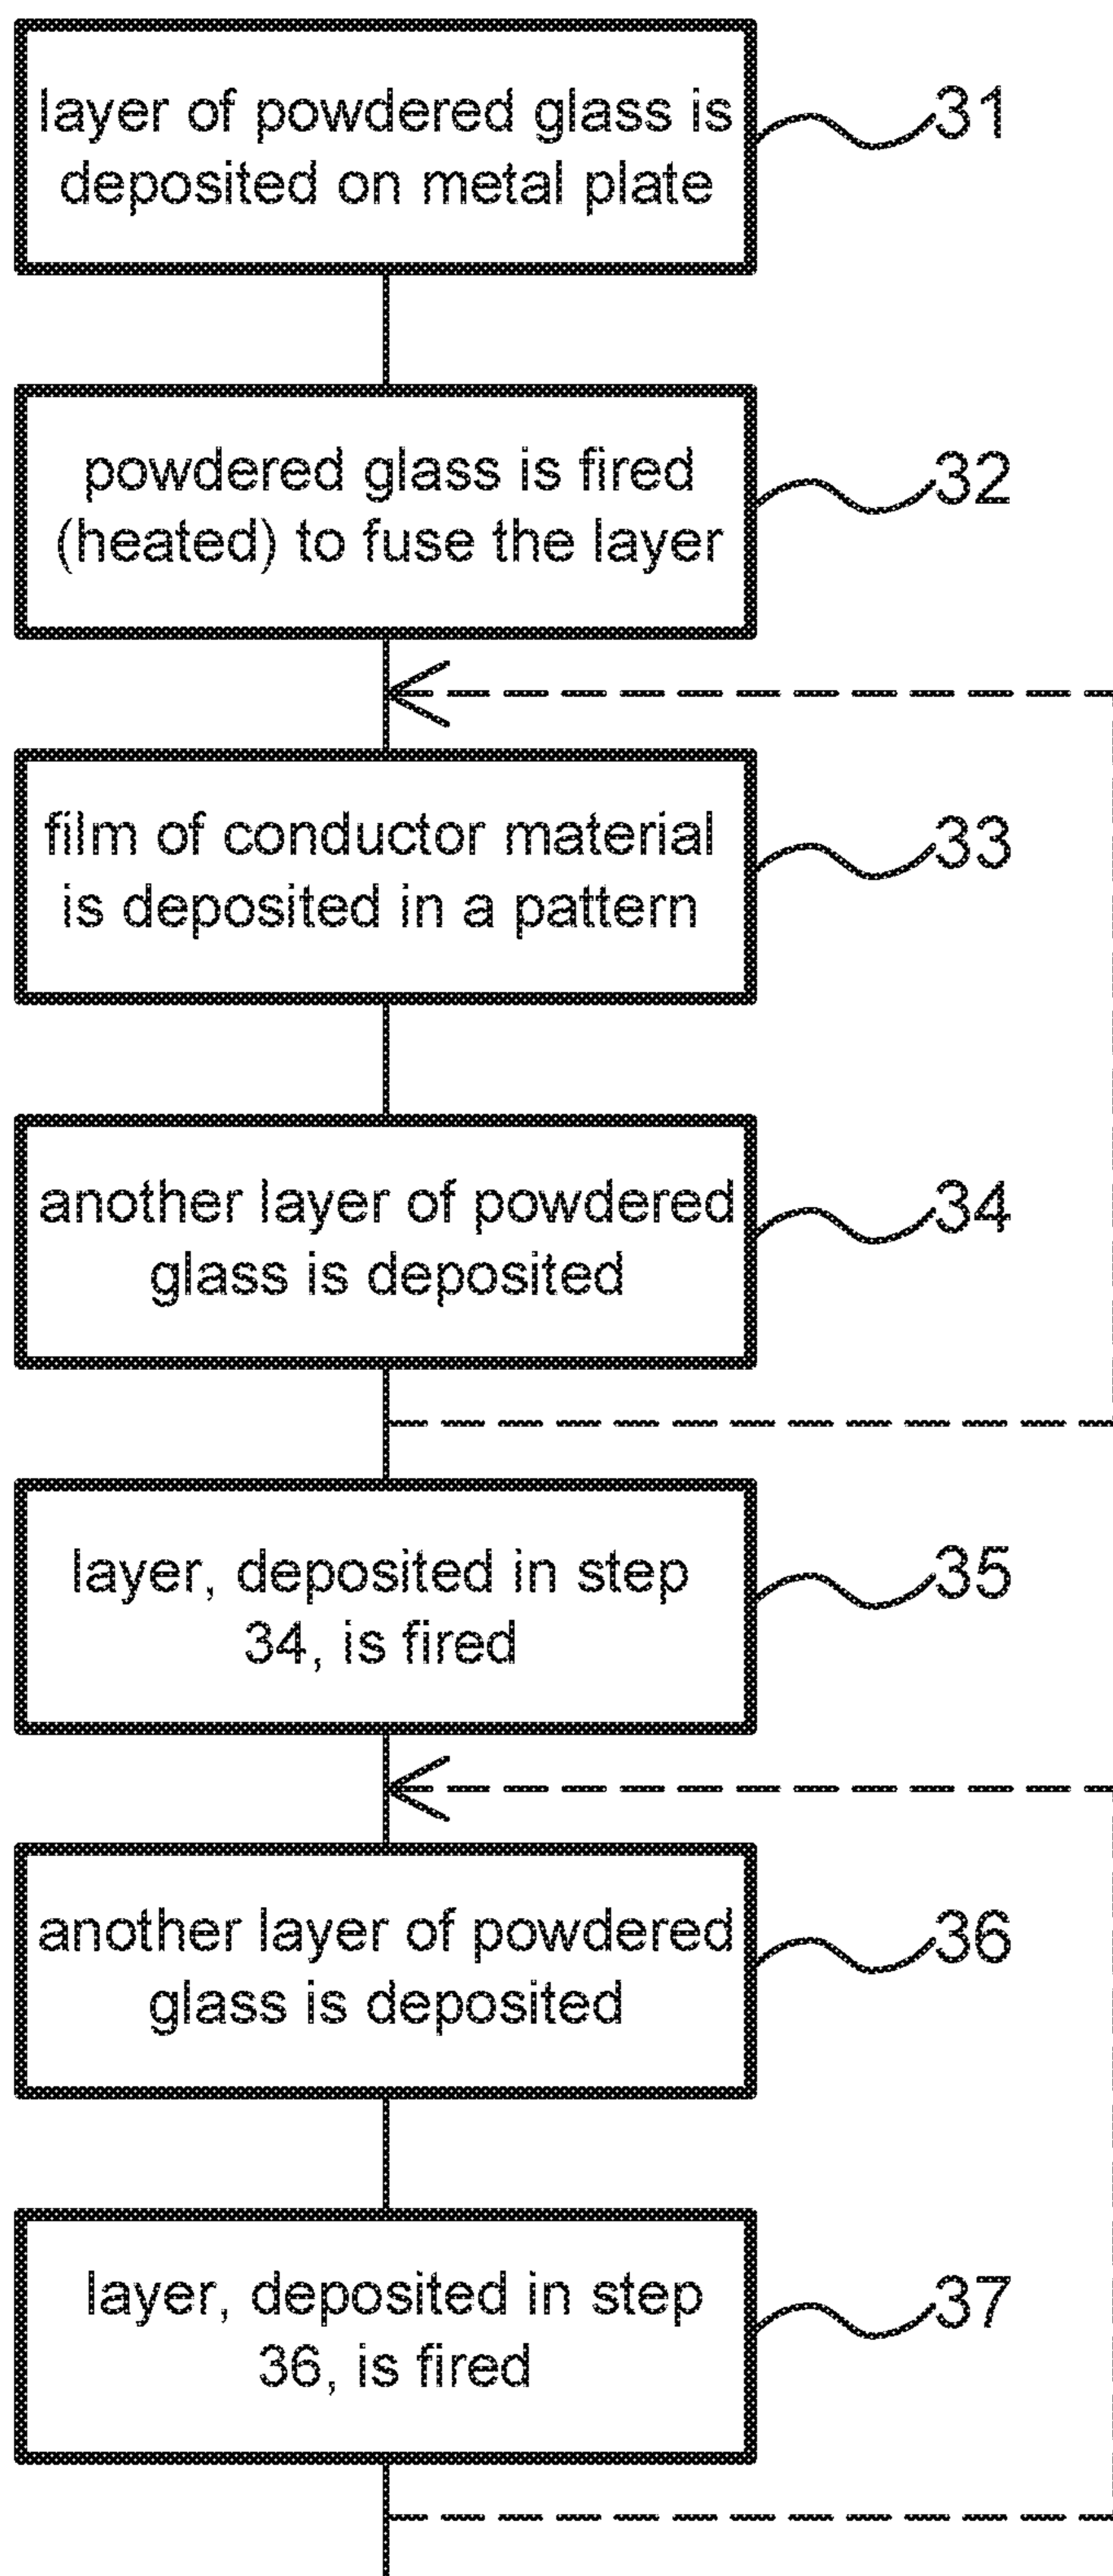 layer of powdered glass is
deposited on metal plate
31
powdered glass is fired
(heated) to fuse the layer
32
film of conductor material
is deposited in a pattern
33
another layer of powdered
glass is deposited
34
layer, deposited in step
34, is fired
35
another layer of powdered
glass is deposited
36
layer, deposited in step
36, is fired
37